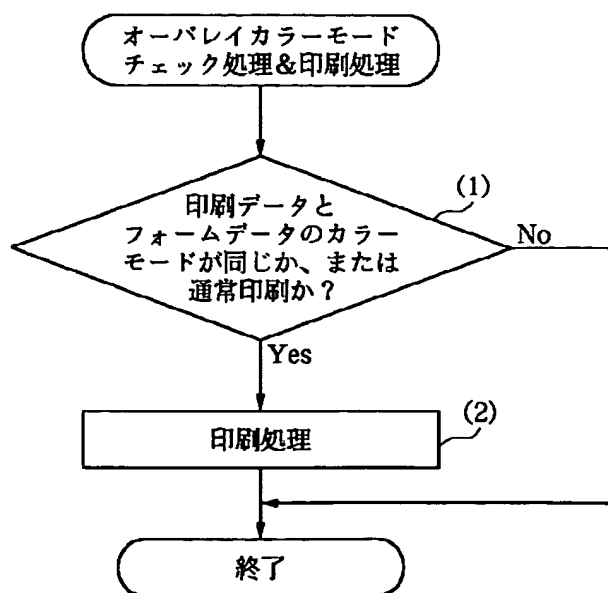 オーバレイカラーモード
チェック処理&印刷処理
(1)
印刷データと
フォームデータのカラー
モードが同じか、または
通常印刷か?
No
Yes
(2)
印刷処理
終了